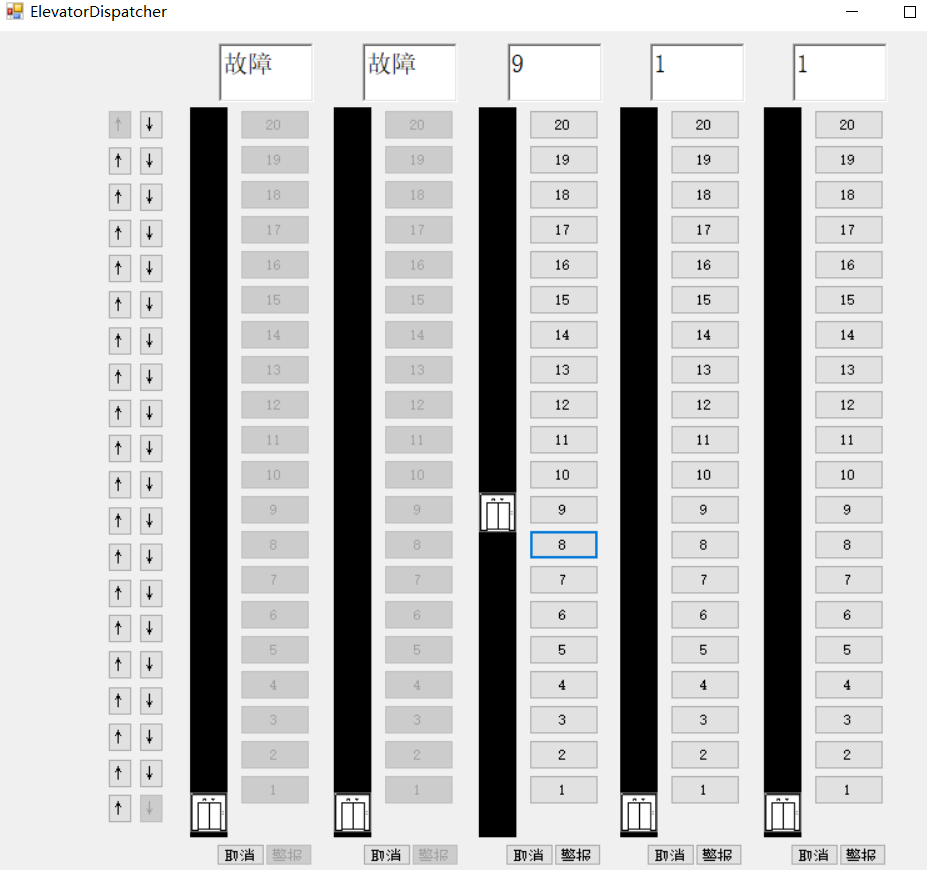 ElevatorDispatcher
故障 故障 9 1 1
↑ ↓ 20 20 20 20 20
↑ ↓ 19 19 19 19 19
↑ ↓ 18 18 18 18 18
↑ ↓ 17 17 17 17 17
↑ ↓ 16 16 16 16 16
↑ ↓ 15 15 15 15 15
↑ ↓ 14 14 14 14 14
↑ ↓ 13 13 13 13 13
↑ ↓ 12 12 12 12 12
↑ ↓ 11 11 11 11 11
↑ ↓ 10 10 10 10 10
↑ ↓ 9 9 9 9 9
↑ ↓ 8 8 8 8 8
↑ ↓ 7 7 7 7 7
↑ ↓ 6 6 6 6 6
↑ ↓ 5 5 5 5 5
↑ ↓ 4 4 4 4 4
↑ ↓ 3 3 3 3 3
↑ ↓ 2 2 2 2 2
↑ ↓ 1 1 1 1 1
取消 警报 取消 警报 取消 警报 取消 警报 取消 警报